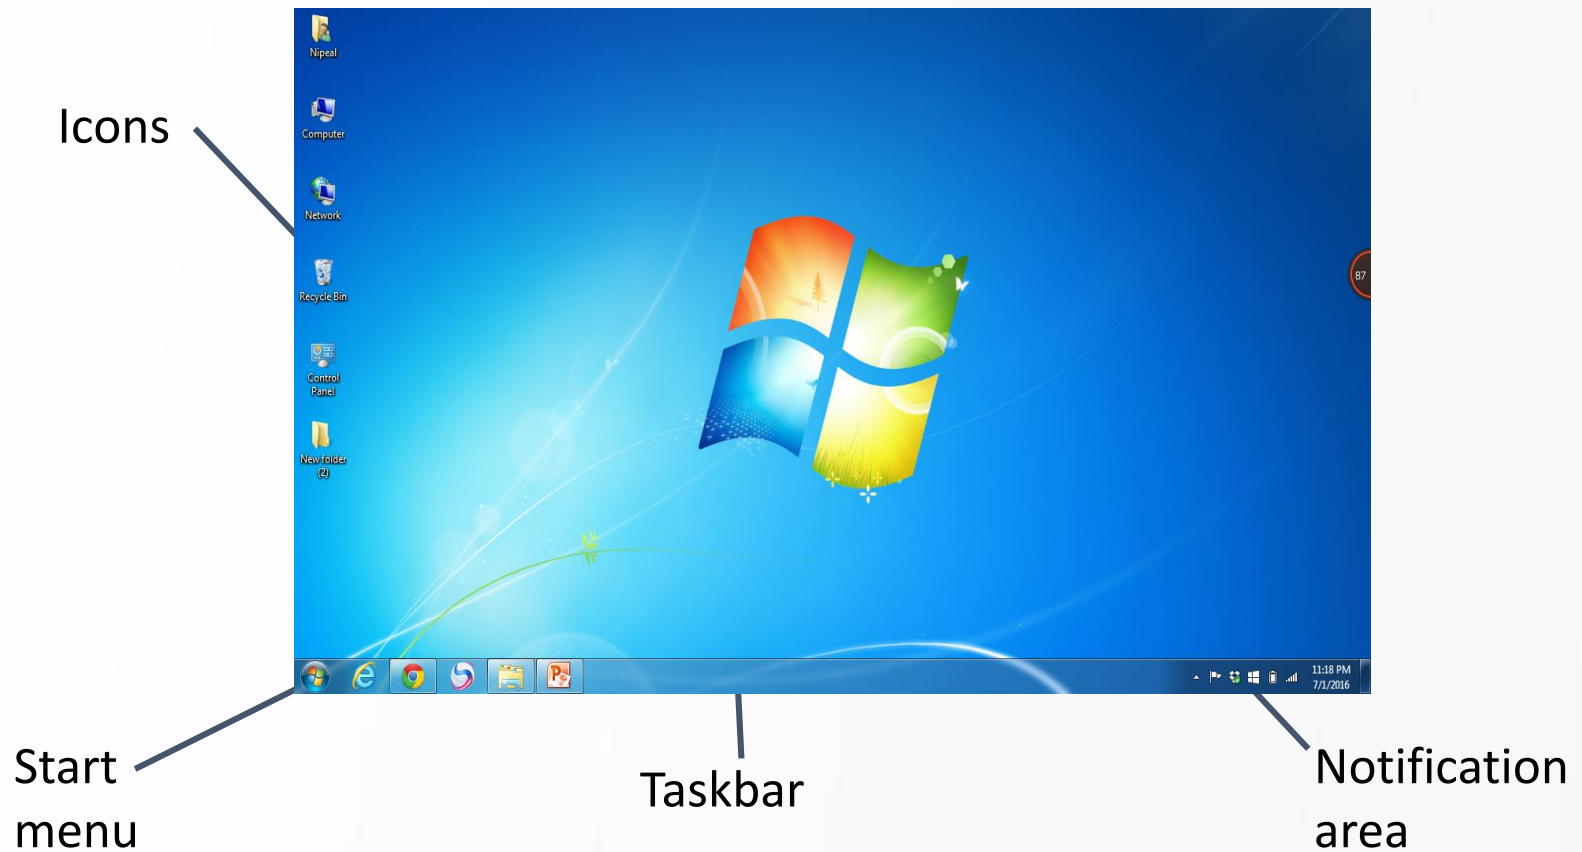 Nipeal
Computer
Icons
Network
Recycle Bin
87
Control
Panel
New folder
(2)
11:18 PM
7/1/2016
Start
menu
Taskbar
Notification
area